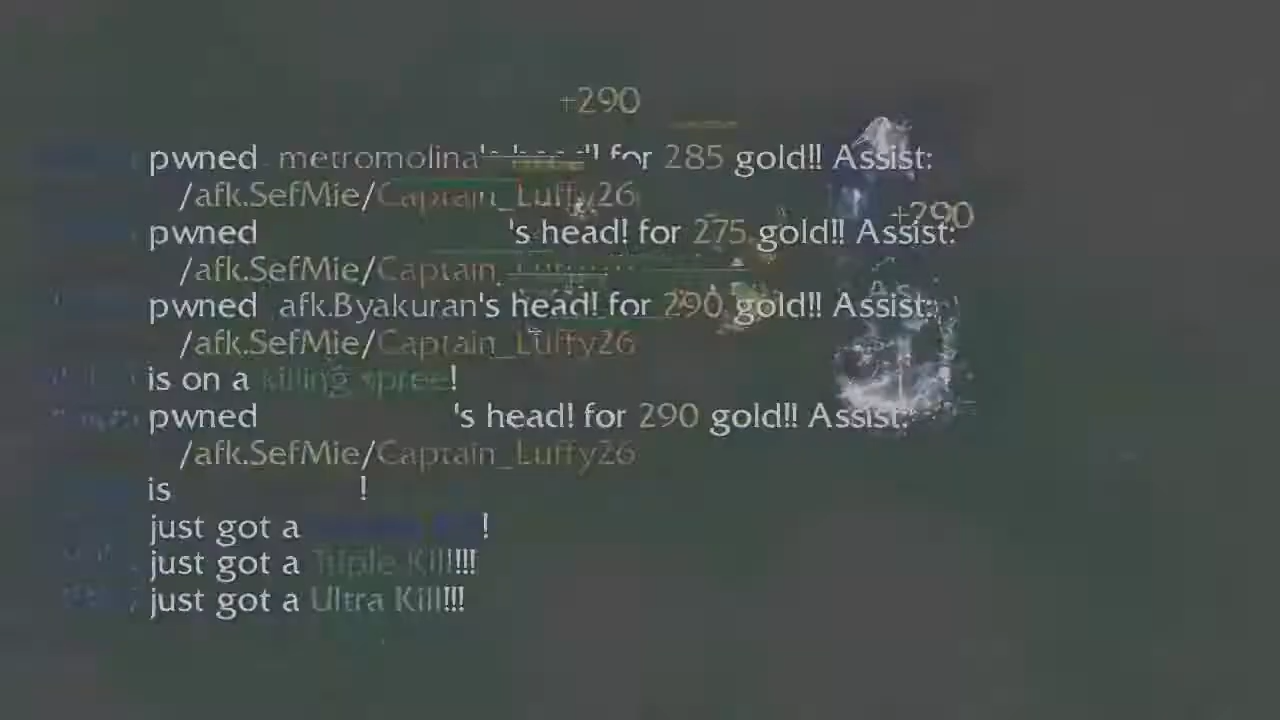 +290
pwned metromolina's head! for 285 gold!! Assist:
/afk.SefMie/Captain_Luffy26
+290
pwned 's head! for 275 gold!! Assist:
/afk.SefMie/Captain_
pwned afk.Byakuran's head! for 290 gold!! Assist:
/afk.SefMie/Captain_Luffy26
is on a killing spree!
pwned 's head! for 290 gold!! Assist:
/afk.SefMie/Captain_Luffy26
is !
just got a !
just got a Triple Kill!!!
just got a Ultra Kill!!!